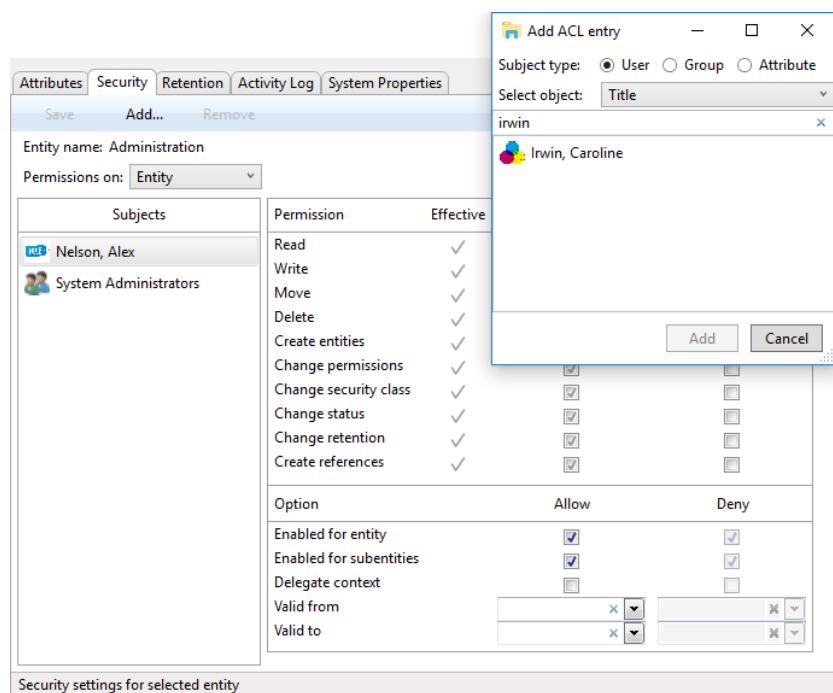 Add ACL entry
Subject type: User Group Attribute
Select object: Title
irwin
Irwin, Caroline
Add Cancel
Attributes Security Retention Activity Log System Properties
Save Add... Remove
Entity name: Administration
Permissions on: Entity
Subjects
Nelson, Alex
System Administrators
Permission Effective
Read
Write
Move
Delete
Create entities
Change permissions
Change security class
Change status
Change retention
Create references
Option Allow Deny
Enabled for entity
Enabled for subentities
Delegate context
Valid from
Valid to
Security settings for selected entity